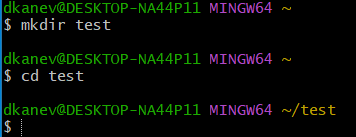 dkanev@DESKTOP-NA44P11 MINGW64 ~
$ mkdir test
dkanev@DESKTOP-NA44P11 MINGW64 ~
$ cd test
dkanev@DESKTOP-NA44P11 MINGW64 ~/test
$